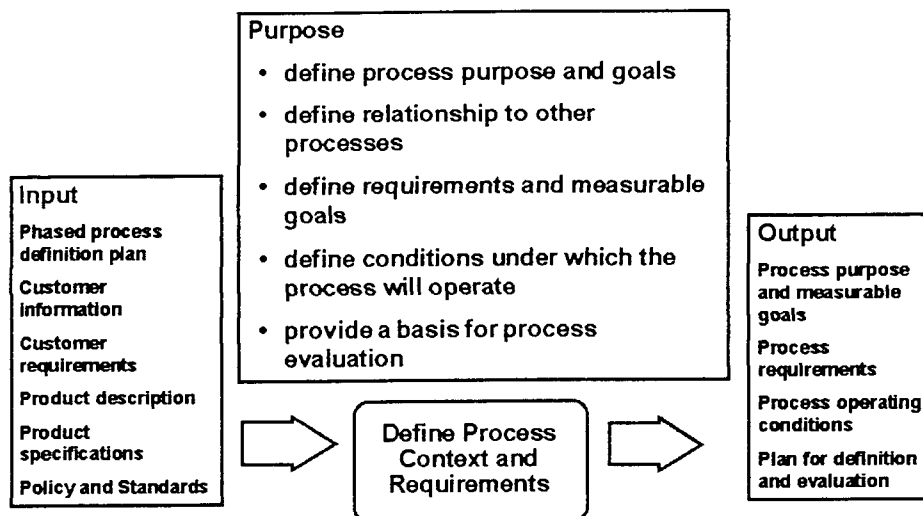 Purpose
• define process purpose and goals
• define relationship to other
processes
• define requirements and measurable
goals
• define conditions under which the
process will operate
• provide a basis for process
evaluation
Input
Phased process
definition plan
Customer
information
Customer
requirements
Product description
Product
specifications
Policy and Standards
Define Process
Context and
Requirements
Output
Process purpose
and measurable
goals
Process
requirements
Process operating
conditions
Plan for definition
and evaluation